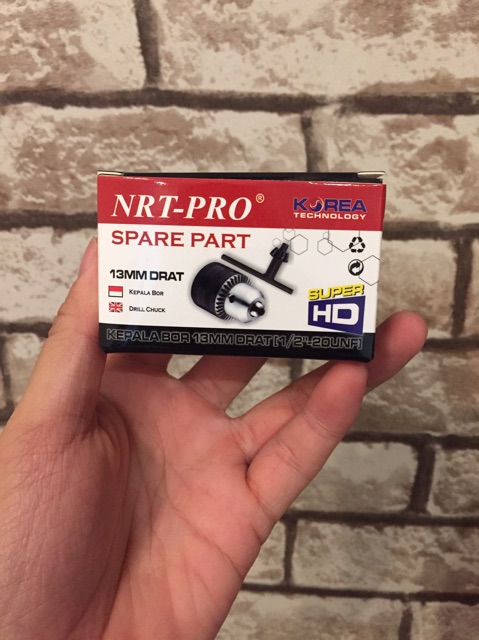 NRT-PRO®
KOREA
TECHNOLOGY
SPARE PART
13MM DRAT
KEPALA BOR
DRILL CHUCK
SUPER
HD
KEPALA BOR 13MM DRAT [1/2"-20UNF]